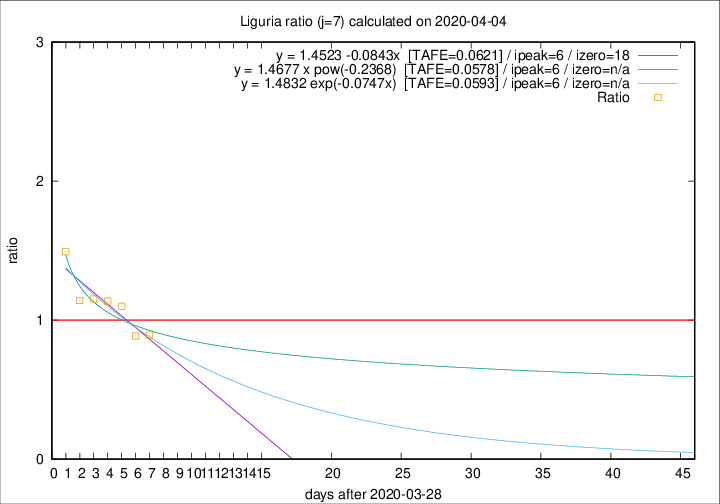 Liguria ratio (j=7) calculated on 2020-04-04
y = 1.4523 -0.0843x  [TAFE=0.0621] / ipeak=6 / izero=18
y = 1.4677 x pow(-0.2368)  [TAFE=0.0578] / ipeak=6 / izero=n/a
y = 1.4832 exp(-0.0747x)  [TAFE=0.0593] / ipeak=6 / izero=n/a
Ratio
3
2
1
0
ratio
0 1 2 3 4 5 6 7 8 9 10 11 12 13 14 15 20 25 30 35 40 45
days after 2020-03-28